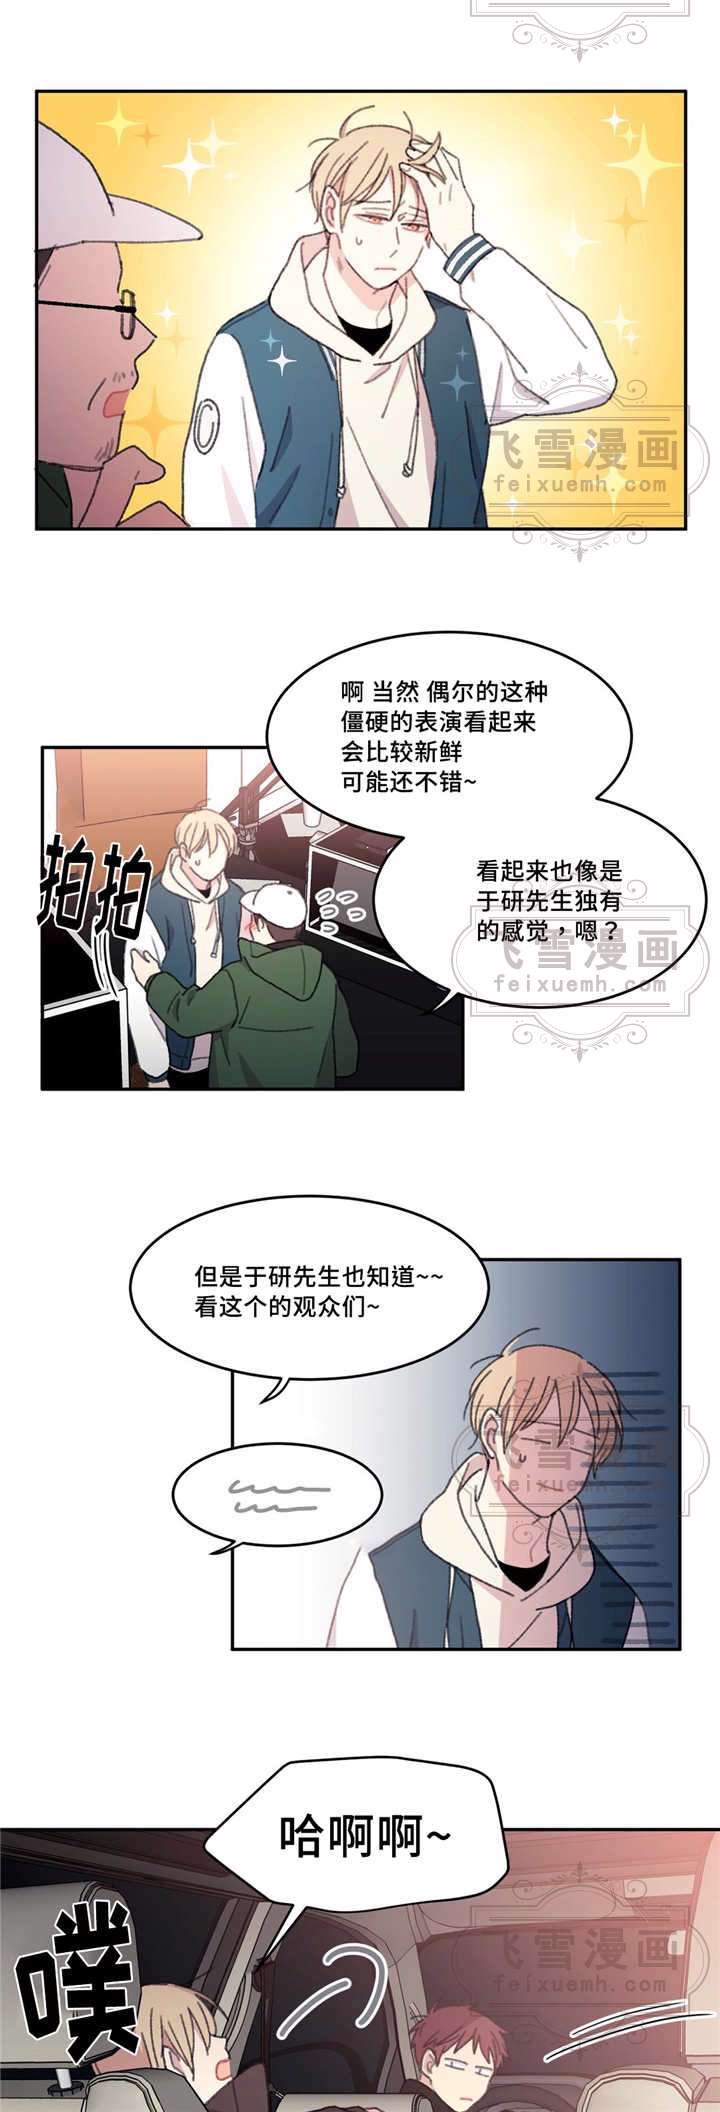 飞雪漫画
feixuemh.com
啊 当然 偶尔的这种
僵硬的表演看起来
会比较新鲜
可能还不错~
拍拍
看起来也像是
于研先生独有
的感觉，嗯？
飞雪漫画
feixuemh.com
但是于研先生也知道~~
看这个的观众们~
飞雪漫画
feixuemh.com
哈啊啊~
噗
飞雪漫画
feixuemh.com